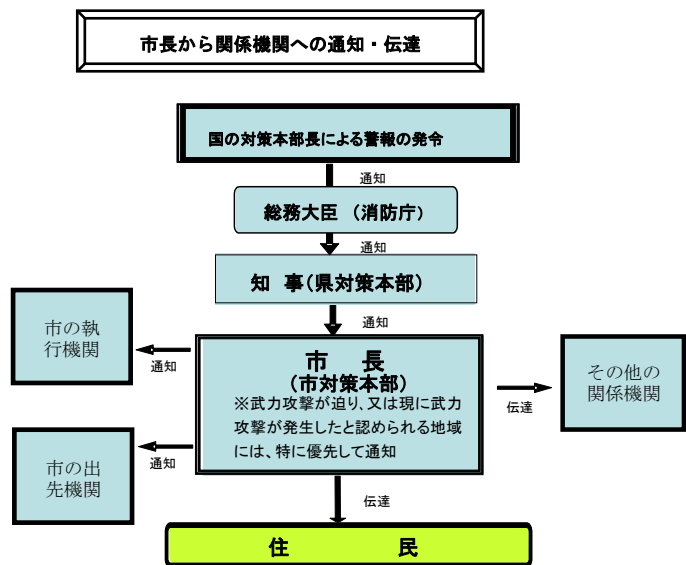 市長から関係機関への通知・伝達
国の対策本部長による警報の発令
通知
総務大臣 （消防庁）
通知
知 事（県対策本部）
通知
市の執
行機関
通知
市 長
（市対策本部）
※武力攻撃が迫り、又は現に武力
攻撃が発生したと認められる地域
には、特に優先して通知
伝達
その他の
関係機関
市の出
先機関
通知
伝達
住 民